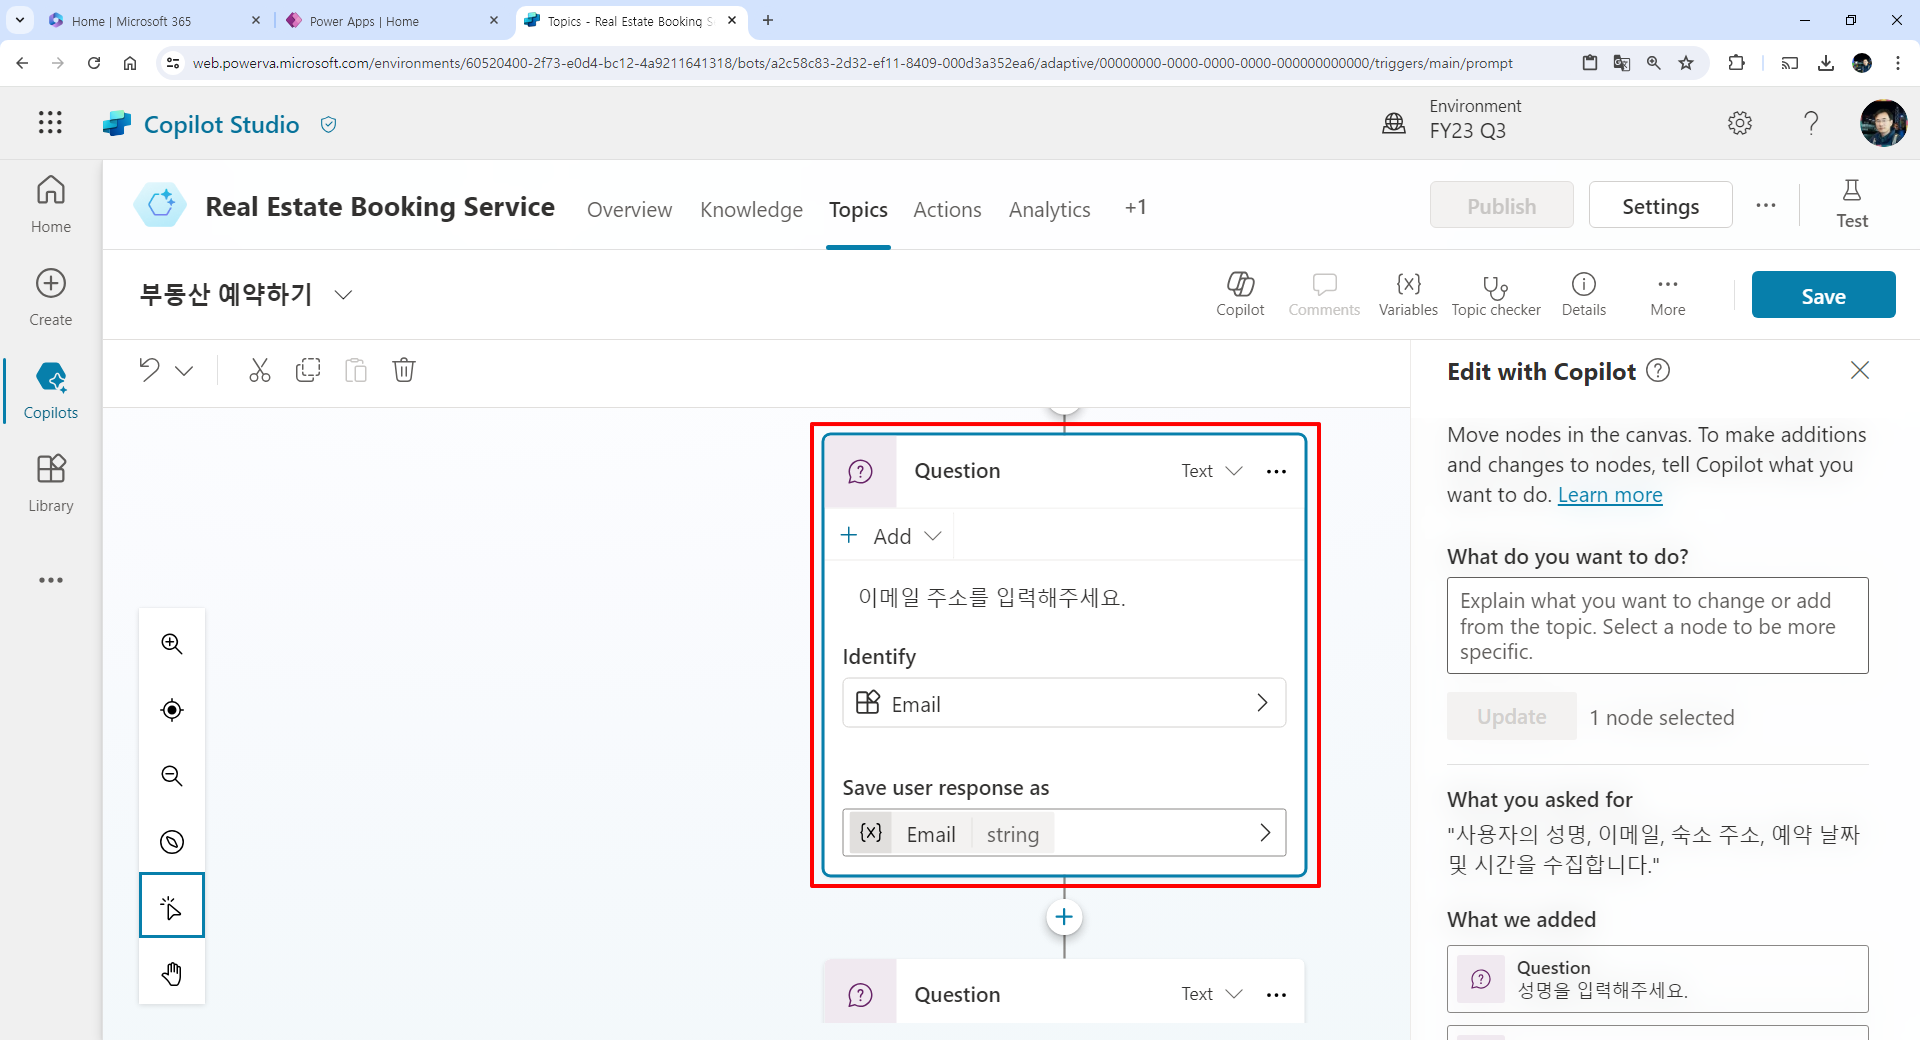 Home | Microsoft 365
Power Apps | Home
Topics - Real Estate Booking S
web.powerva.microsoft.com/environments/60520400-2f73-e0d4-bc12-4a9211641318/bots/a2c58c83-2d32-ef11-8409-000d3a352ea6/adaptive/00000000-0000-0000-0000-000000000000/triggers/main/prompt
Copilot Studio
Environment
FY23 Q3
Real Estate Booking Service
Overview
Knowledge
Topics
Actions
Analytics
+1
Publish
Settings
Test
Home
Create
Copilots
Library
부동산 예약하기
Copilot
Comments
Variables
Topic checker
Details
More
Save
Question
Text
Add
이메일 주소를 입력해주세요.
Identify
Email
Save user response as
{x} Email string
Question
Text
Edit with Copilot
Move nodes in the canvas. To make additions
and changes to nodes, tell Copilot what you
want to do. Learn more
What do you want to do?
Explain what you want to change or add
from the topic. Select a node to be more
specific.
Update
1 node selected
What you asked for
"사용자의 성명, 이메일, 숙소 주소, 예약 날짜
및 시간을 수집합니다."
What we added
Question
성명을 입력해주세요.